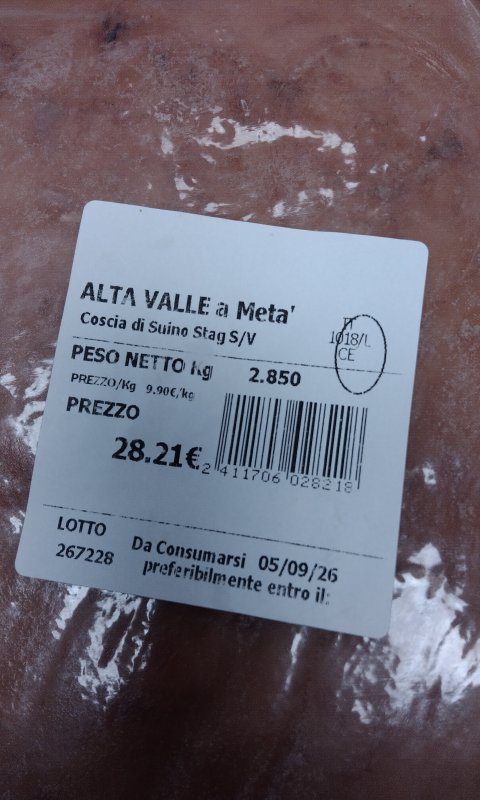 ALTA VALLE a Meta'
Coscia di Suino Stag S/V
IT
1018/L
CE
PESO NETTO Kg 2.850
PREZZO/Kg 9.90€/kg
PREZZO
28.21€
2 411706 028218
LOTTO
267228
Da Consumarsi 05/09/26
preferibilmente entro il: